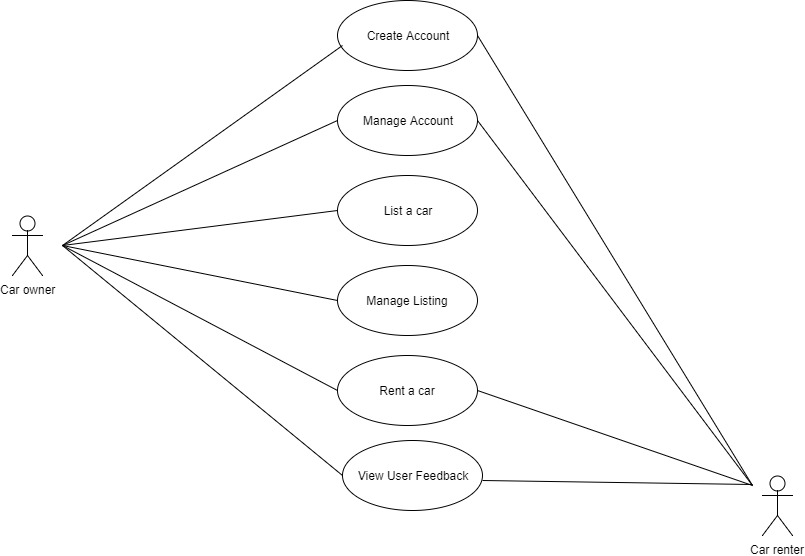 Create Account
Manage Account
List a car
Car owner
Manage Listing
Rent a car
View User Feedback
Car renter